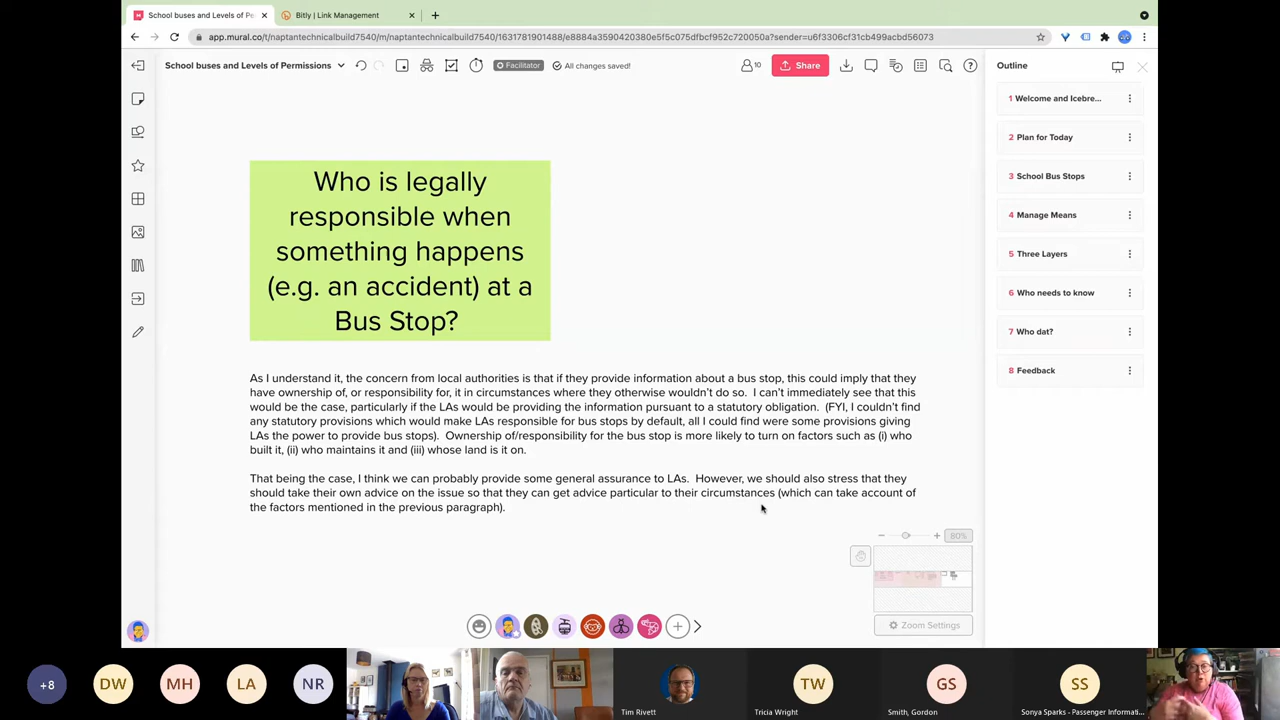 School buses and Levels of Pe
Bitly | Link Management
app.mural.co/t/naptantechnicalbuild7540/m/naptantechnicalbuild7540/1631781901488/e8884a3590420380e5f5c075dfbcf952c720050a?sender=u6f3306cf31cb499acbd56073
School buses and Levels of Permissions
Facilitator
All changes saved!
10
Share
Outline
1 Welcome and Icebre...
2 Plan for Today
3 School Bus Stops
4 Manage Means
5 Three Layers
6 Who needs to know
7 Who dat?
8 Feedback
Who is legally
responsible when
something happens
(e.g. an accident) at a
Bus Stop?
As I understand it, the concern from local authorities is that if they provide information about a bus stop, this could imply that they
have ownership of, or responsibility for, it in circumstances where they otherwise wouldn't do so. I can't immediately see that this
would be the case, particularly if the LAs would be providing the information pursuant to a statutory obligation. (FYI, I couldn't find
any statutory provisions which would make LAs responsible for bus stops by default, all I could find were some provisions giving
LAs the power to provide bus stops). Ownership of/responsibility for the bus stop is more likely to turn on factors such as (i) who
built it, (ii) who maintains it and (iii) whose land is it on.
That being the case, I think we can probably provide some general assurance to LAs. However, we should also stress that they
should take their own advice on the issue so that they can get advice particular to their circumstances (which can take account of
the factors mentioned in the previous paragraph).
80%
Zoom Settings
+8
DW
MH
LA
NR
Tim Rivett
TW
Tricia Wright
GS
Smith, Gordon
SS
Sonya Sparks - Passenger Informati...